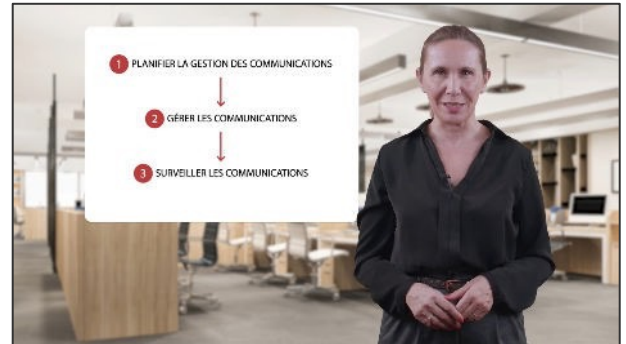 1 PLANIFIER LA GESTION DES COMMUNICATIONS
2 GÉRER LES COMMUNICATIONS
3 SURVEILLER LES COMMUNICATIONS